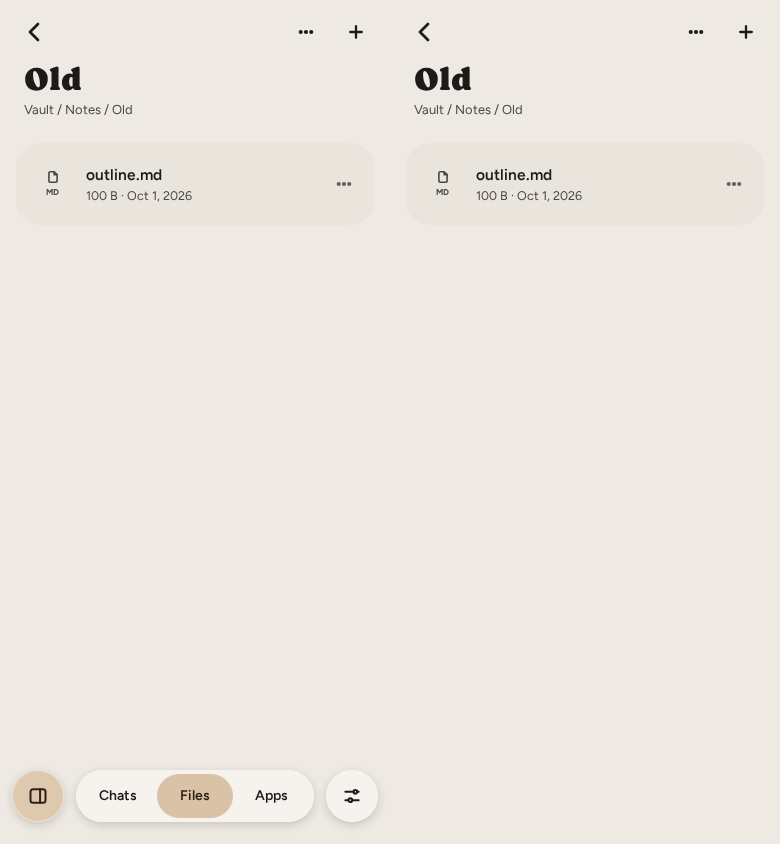 Old
Vault / Notes / Old
MD
outline.md
100 B · Oct 1, 2026
Old
Vault / Notes / Old
MD
outline.md
100 B · Oct 1, 2026
Chats
Files
Apps